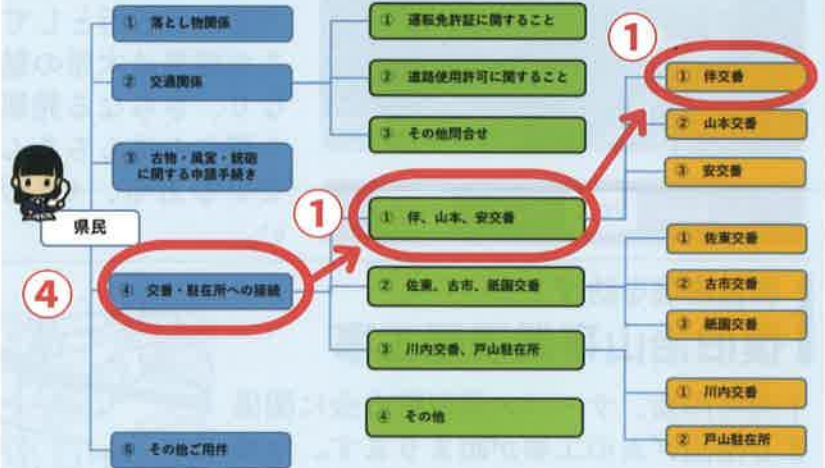 県民
① 落とし物関係
② 交通関係
③ 古物・風営・銃砲
に関する申請手続き
④ 交番・駐在所への接続
⑤ その他ご用件
④
① 運転免許証に関すること
② 道路使用許可に関すること
③ その他問合せ
①
① 伴、山本、安交番
② 佐東、古市、祇園交番
③ 川内交番、戸山駐在所
④ その他
①
① 伴交番
② 山本交番
③ 安交番
① 佐東交番
② 古市交番
③ 祇園交番
① 川内交番
② 戸山駐在所